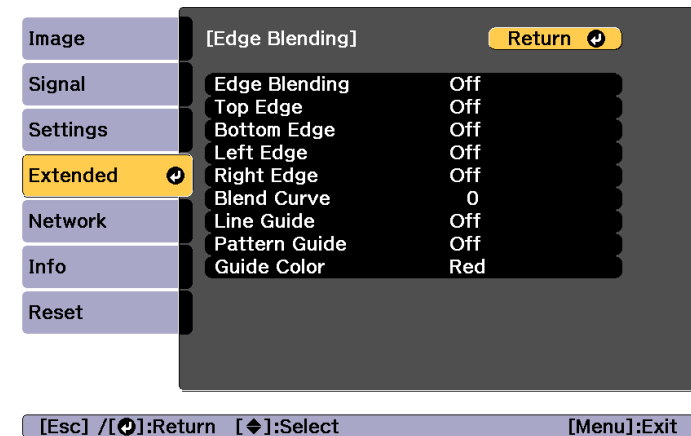 Image
Signal
Settings
Extended
Network
Info
Reset
[Edge Blending] Return
Edge Blending Off
Top Edge Off
Bottom Edge Off
Left Edge Off
Right Edge Off
Blend Curve 0
Line Guide Off
Pattern Guide Off
Guide Color Red
[Esc] /[⏎]:Return [◆]:Select [Menu]:Exit